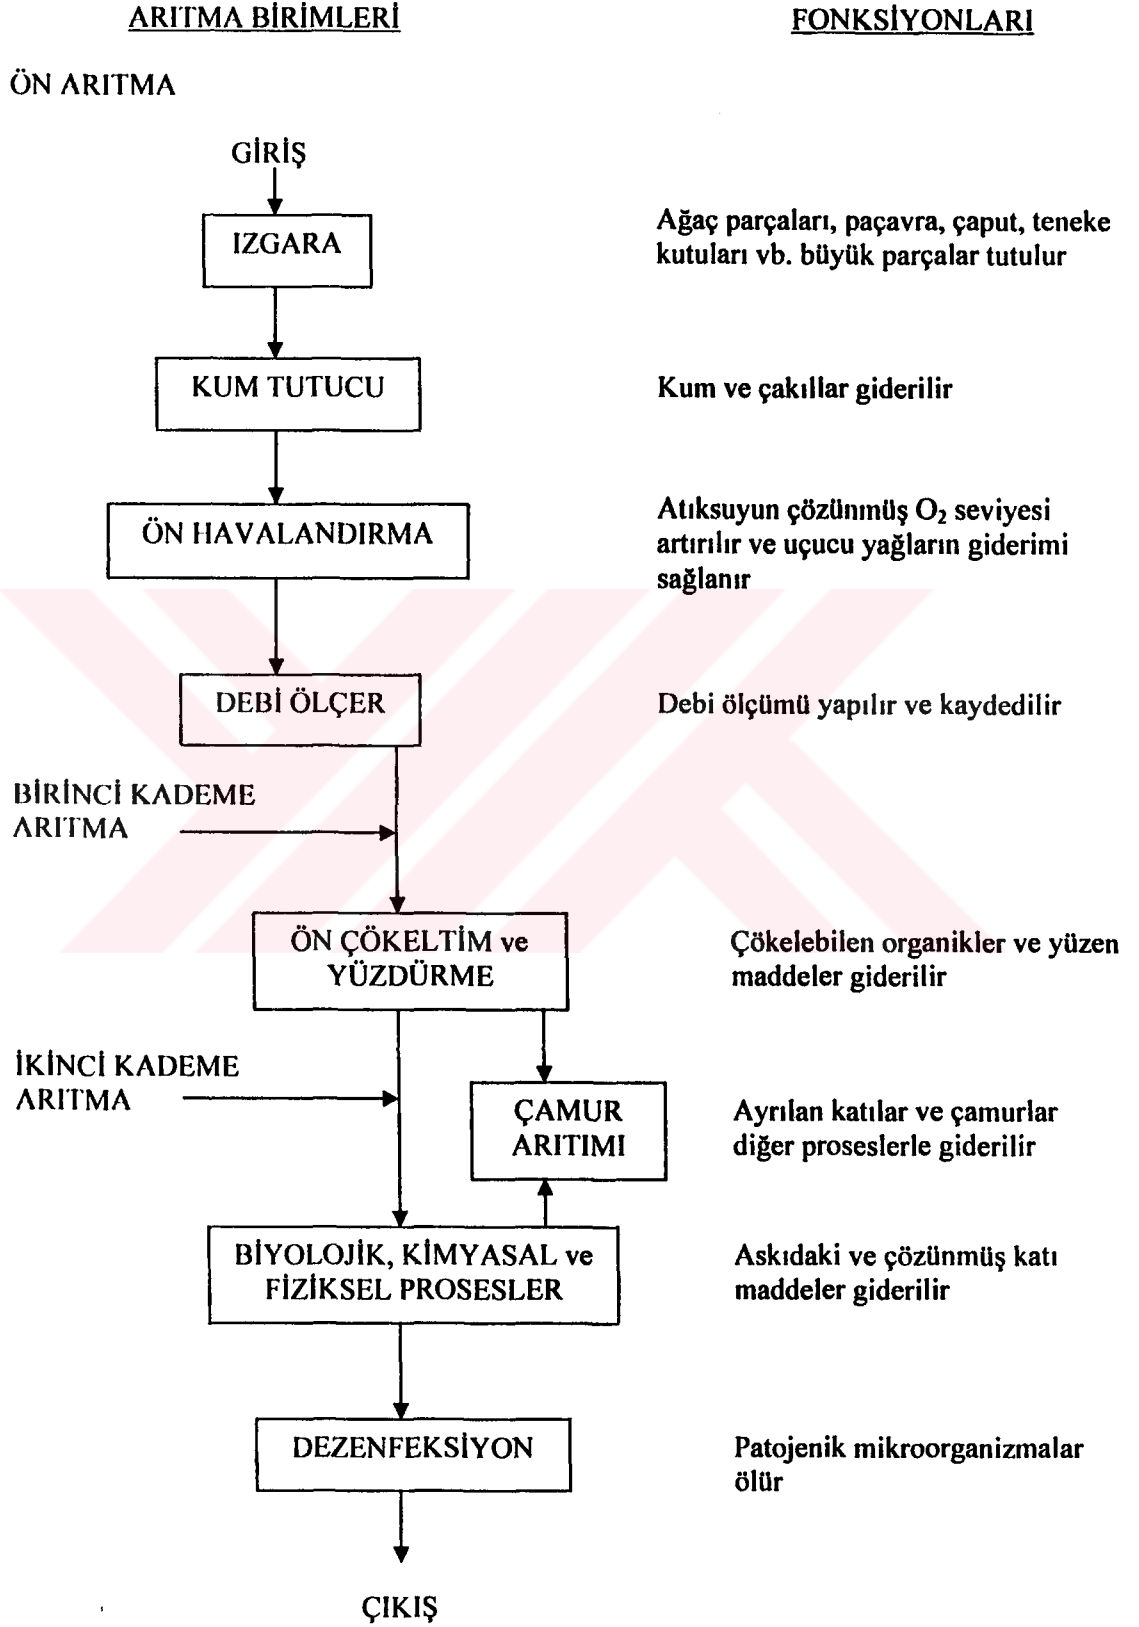 ARITMA BİRİMLERİ
FONKSİYONLARI
ÖN ARITMA
GİRİŞ
IZGARA
Ağaç parçaları, paçavra, çaput, teneke
kutuları vb. büyük parçalar tutulur
KUM TUTUCU
Kum ve çakıllar giderilir
ÖN HAVALANDIRMA
Atıksuyun çözünmüş O₂ seviyesi
artırılır ve uçucu yağların giderimi
sağlanır
DEBİ ÖLÇER
Debi ölçümü yapılır ve kaydedilir
BİRİNCİ KADEME
ARITMA
ÖN ÇÖKELTİM ve
YÜZDÜRME
Çökelebilen organikler ve yüzen
maddeler giderilir
İKİNCİ KADEME
ARITMA
ÇAMUR
ARITIMI
Ayrılan katılar ve çamurlar
diğer proseslerle giderilir
BİYOLOJİK, KİMYASAL ve
FİZİKSEL PROSESLER
Askıdaki ve çözünmüş katı
maddeler giderilir
DEZENFEKSİYON
Patojenik mikroorganizmalar
ölür
ÇIKIŞ